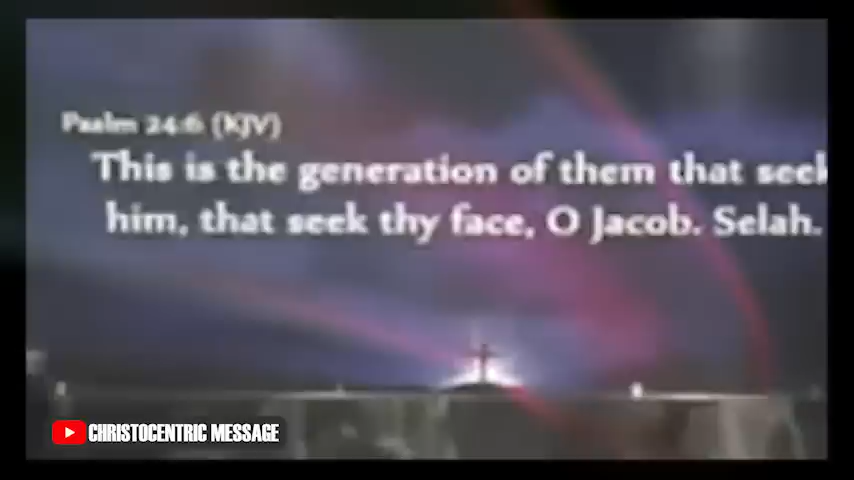 Psalm 24:6 (KJV)
This is the generation of them that seek
him, that seek thy face, O Jacob. Selah.
CHRISTOCENTRIC MESSAGE